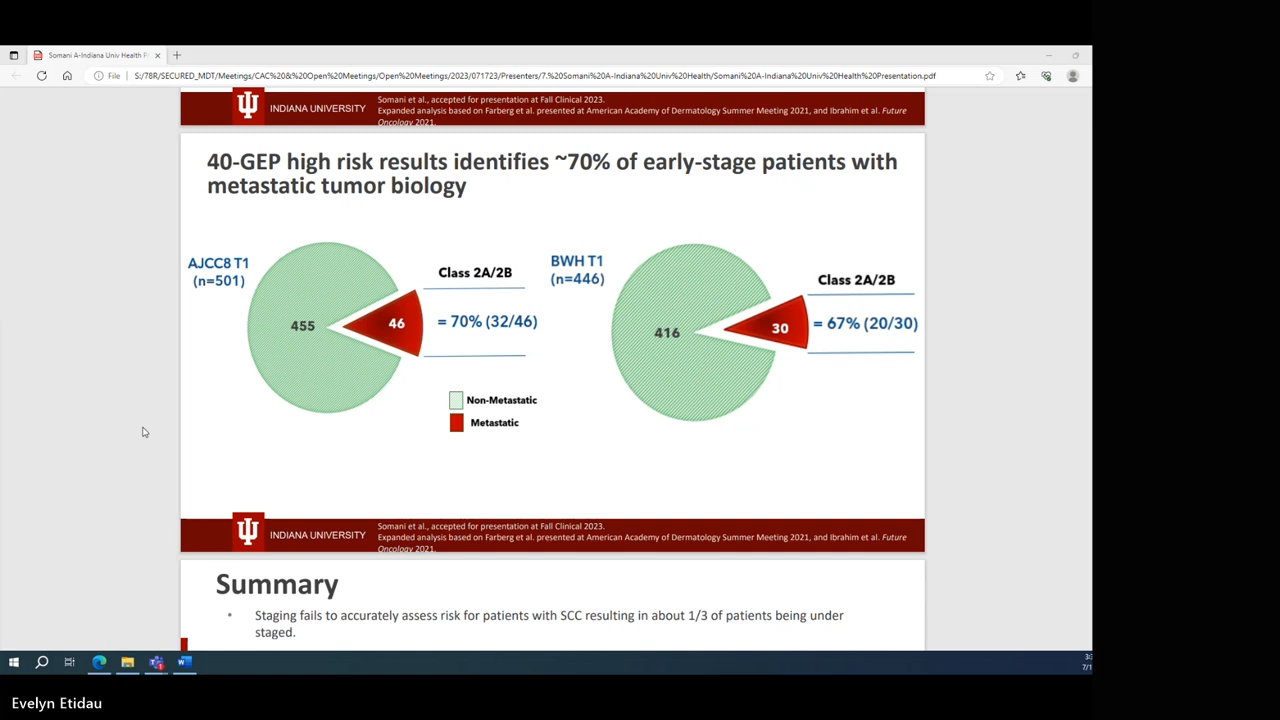 Somani A-Indiana Univ Health P
File
S:/78R/SECURED_MDT/Meetings/CAC%20&%20Open%20Meetings/Open%20Meetings/2023/071723/Presenters/7.%20Somani%20A-Indiana%20Univ%20Health/Somani%20A-Indiana%20Univ%20Health%20Presentation.pdf
INDIANA UNIVERSITY
Somani et al., accepted for presentation at Fall Clinical 2023.
Expanded analysis based on Farberg et al. presented at American Academy of Dermatology Summer Meeting 2021, and Ibrahim et al. Future
Oncology 2021.
40-GEP high risk results identifies ~70% of early-stage patients with
metastatic tumor biology
AJCC8 T1
(n=501)
455
46
Class 2A/2B
= 70% (32/46)
BWH T1
(n=446)
416
30
Class 2A/2B
= 67% (20/30)
Non-Metastatic
Metastatic
INDIANA UNIVERSITY
Somani et al., accepted for presentation at Fall Clinical 2023.
Expanded analysis based on Farberg et al. presented at American Academy of Dermatology Summer Meeting 2021, and Ibrahim et al. Future
Oncology 2021.
Summary
• Staging fails to accurately assess risk for patients with SCC resulting in about 1/3 of patients being under
staged.
Evelyn Etidau